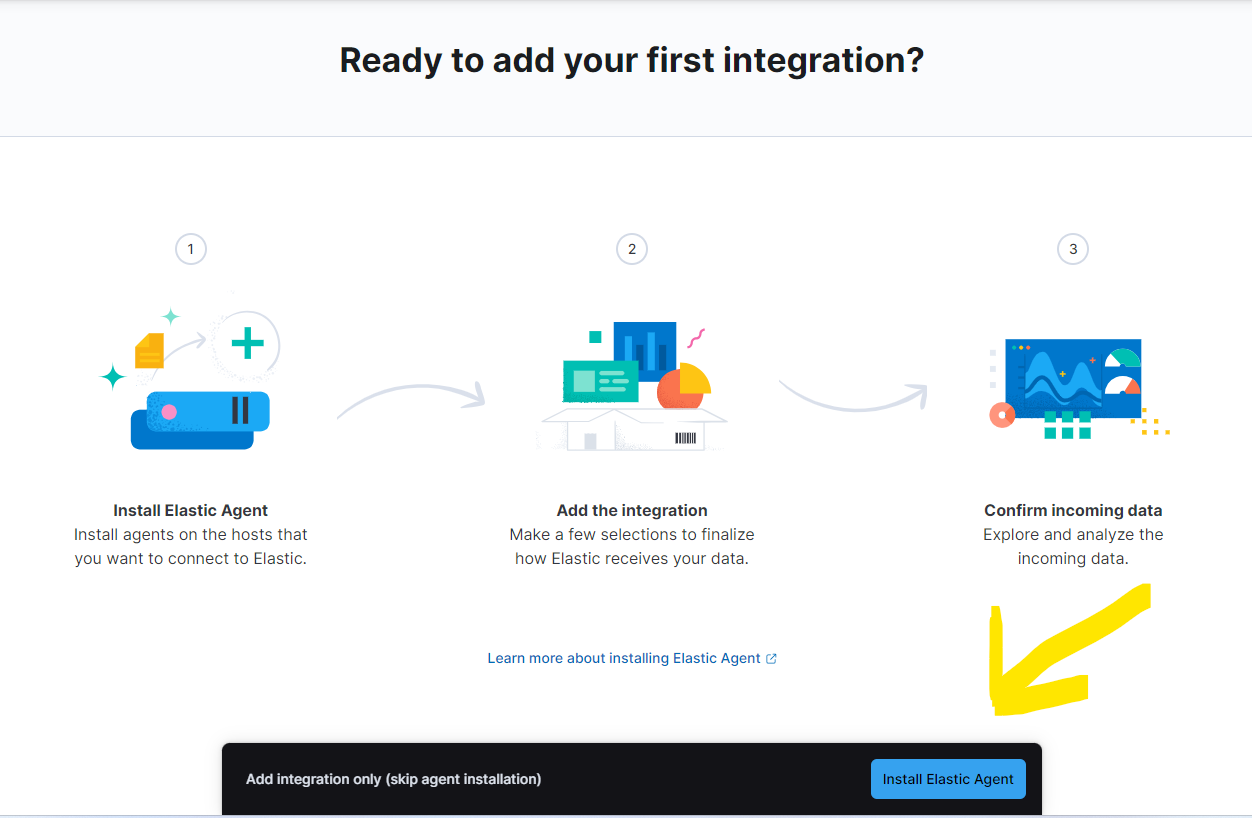 Ready to add your first integration?
1
2
3
Install Elastic Agent
Install agents on the hosts that
you want to connect to Elastic.
Add the integration
Make a few selections to finalize
how Elastic receives your data.
Confirm incoming data
Explore and analyze the
incoming data.
Learn more about installing Elastic Agent
Add integration only (skip agent installation)
Install Elastic Agent